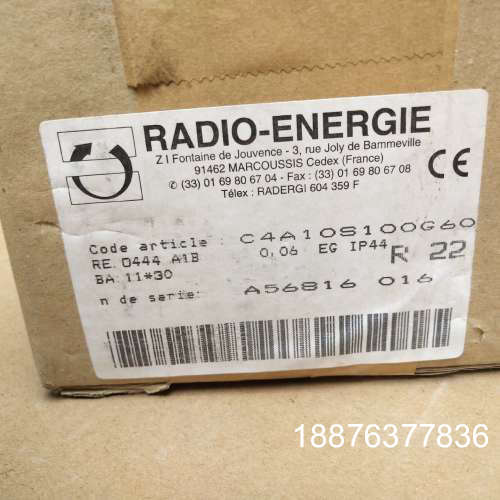 RADIO-ENERGIE
Z I Fontaine de Jouvence - 3, rue Joly de Bammeville
91462 MARCOUSSIS Cedex (France)
✆ (33) 01 69 80 67 04 - Fax : (33) 01 69 80 67 08
Télex : RADERGI 604 359 F
CE
Code article : C4A10S100G60
RE.0444 A1B 0,06 EG IP44 R 22
BA 11*30
n de serie: A56816 016
18876377836